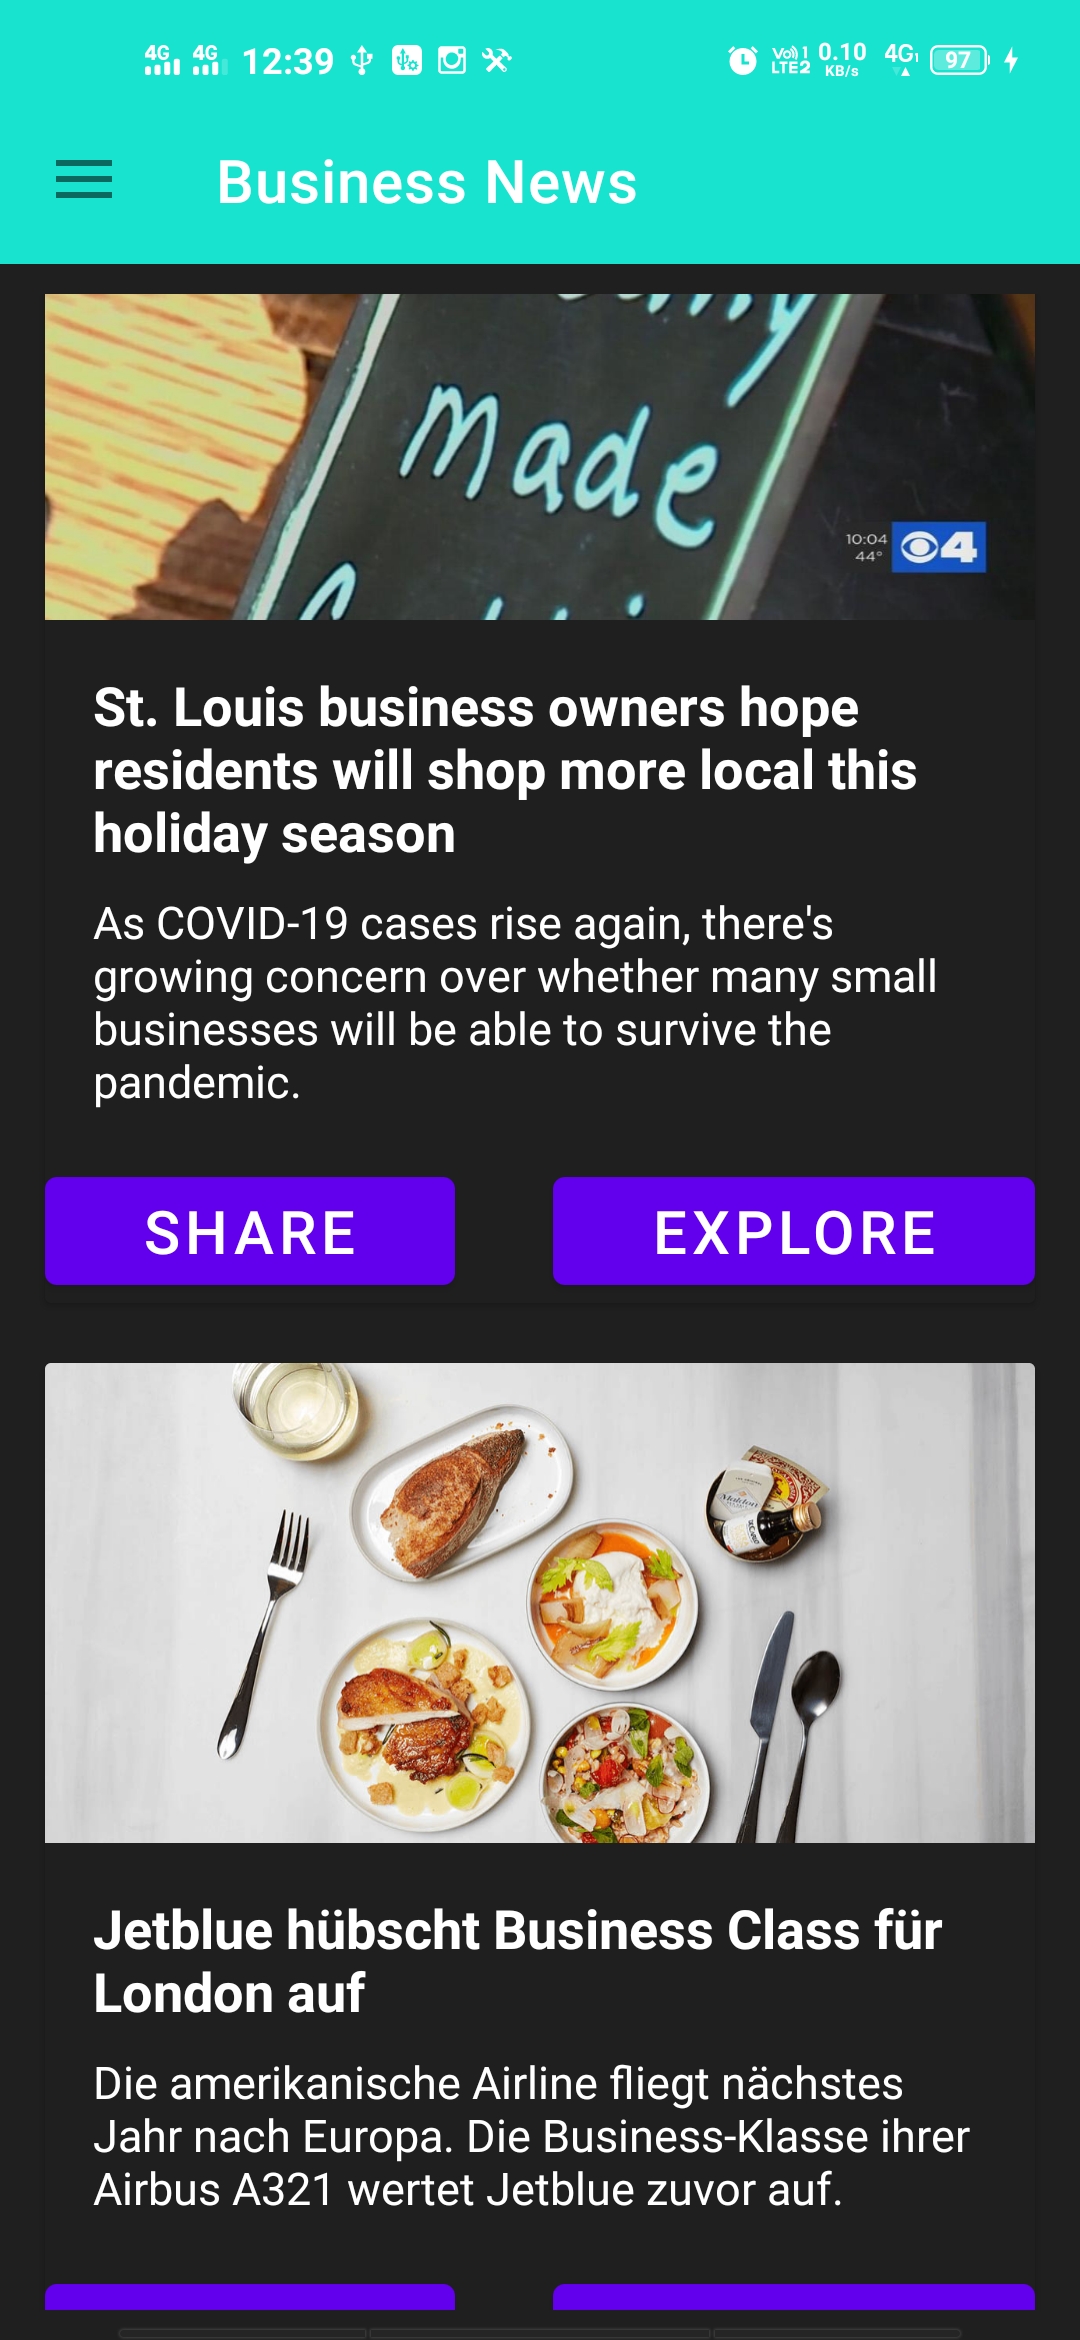 4G 4G 12:39
Vo)) 1 LTE2 0.10 KB/s 4G 97
Business News
made
10:04
44°
4
St. Louis business owners hope
residents will shop more local this
holiday season
As COVID-19 cases rise again, there's
growing concern over whether many small
businesses will be able to survive the
pandemic.
SHARE EXPLORE
Maldon
Jetblue hübscht Business Class für
London auf
Die amerikanische Airline fliegt nächstes
Jahr nach Europa. Die Business-Klasse ihrer
Airbus A321 wertet Jetblue zuvor auf.